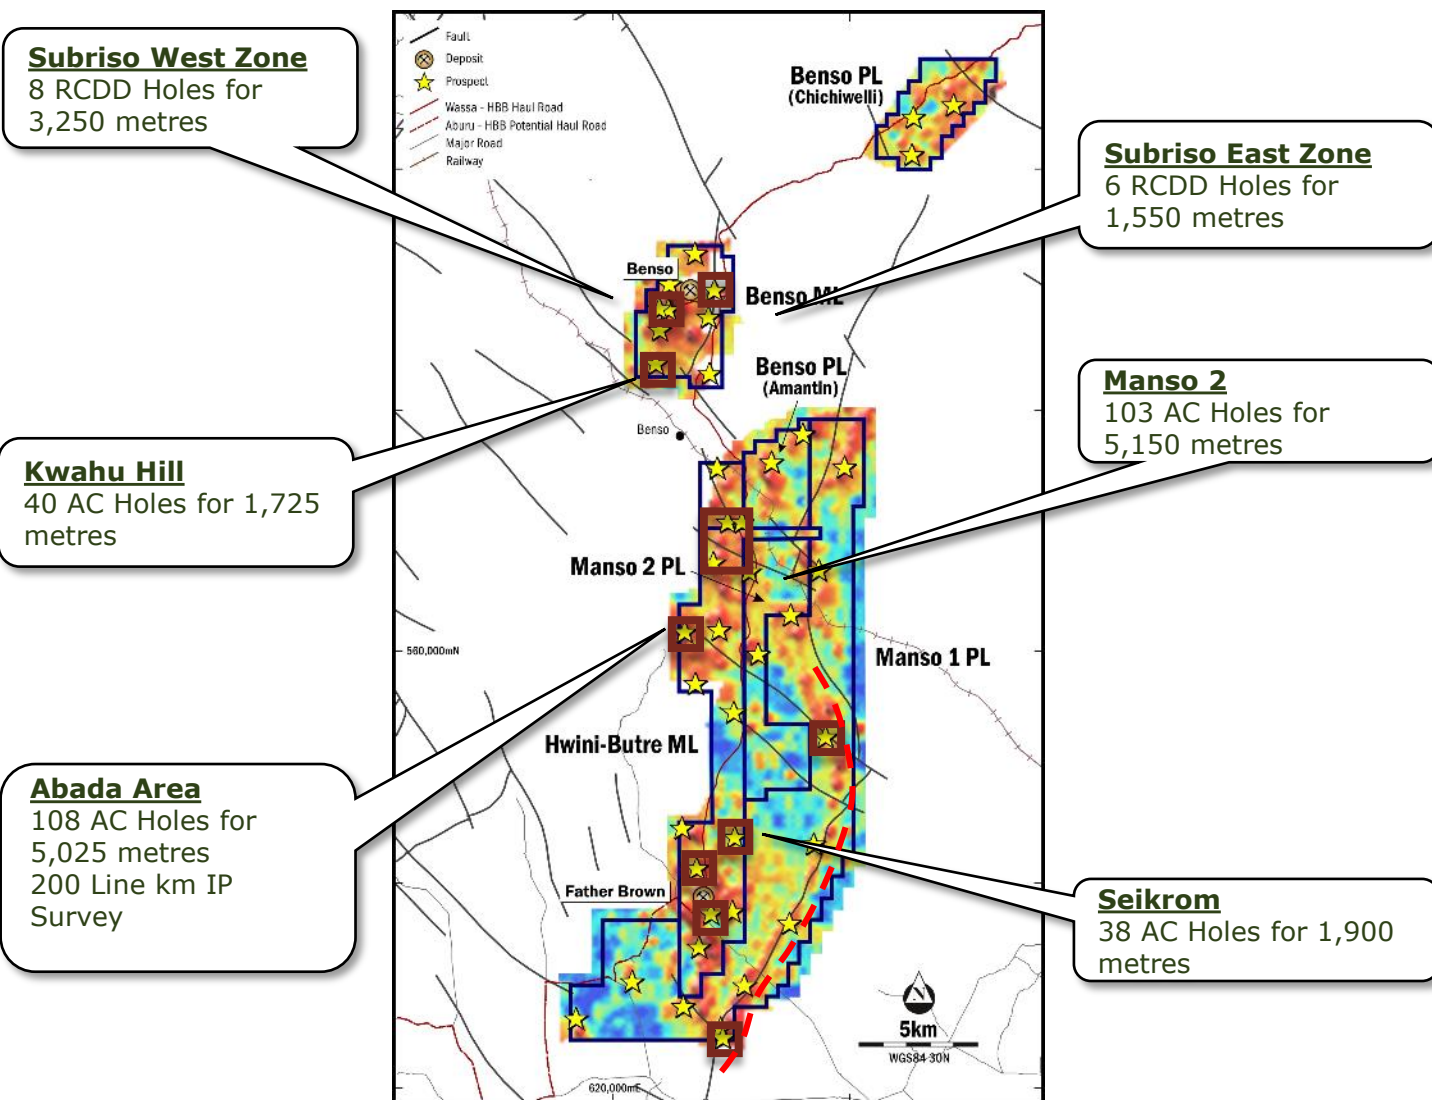 Subriso West Zone
8 RCDD Holes for
3,250 metres
Fault
Deposit
Prospect
Wassa - HBB Haul Road
Aburu - HBB Potential Haul Road
Major Road
Railway
Benso PL
(Chichiwelli)
Subriso East Zone
6 RCDD Holes for
1,550 metres
Benso
Benso ML
Benso PL
(Amantin)
Manso 2
103 AC Holes for
5,150 metres
Benso
Kwahu Hill
40 AC Holes for 1,725
metres
Manso 2 PL
560,000mN
Manso 1 PL
Hwini-Butre ML
Abada Area
108 AC Holes for
5,025 metres
200 Line km IP
Survey
Father Brown
Seikrom
38 AC Holes for 1,900
metres
N
5km
WGS84 30N
620,000mE